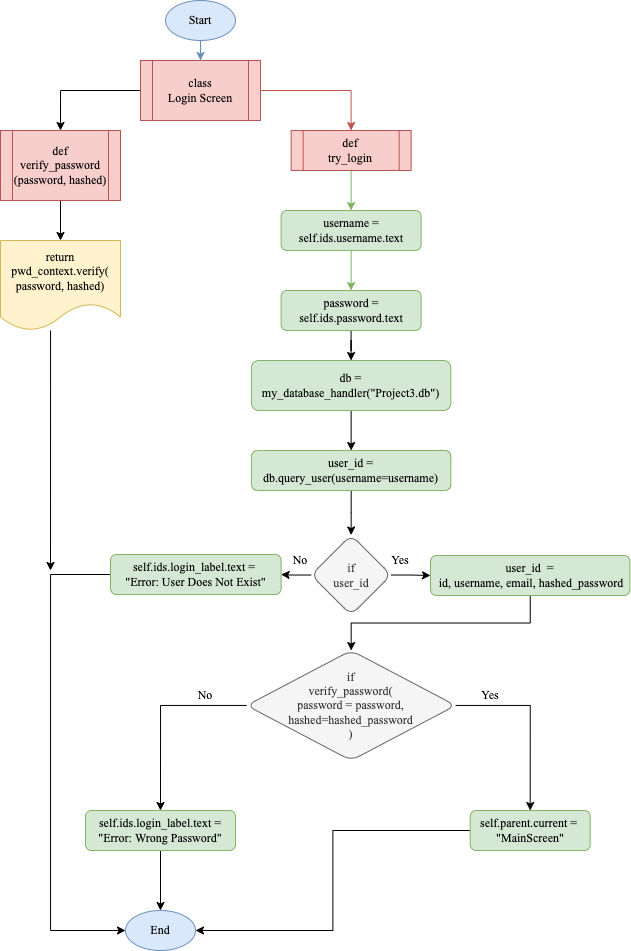 Start
class
Login Screen
def
verify_password
(password, hashed)
def
try_login
return
pwd_context.verify(
password, hashed)
username =
self.ids.username.text
password =
self.ids.password.text
db =
my_database_handler("Project3.db")
user_id =
db.query_user(username=username)
if
user_id
No
Yes
self.ids.login_label.text =
"Error: User Does Not Exist"
user_id  =
id, username, email, hashed_password
if
verify_password(
password = password,
hashed=hashed_password
)
No
Yes
self.ids.login_label.text =
"Error: Wrong Password"
self.parent.current =
"MainScreen"
End